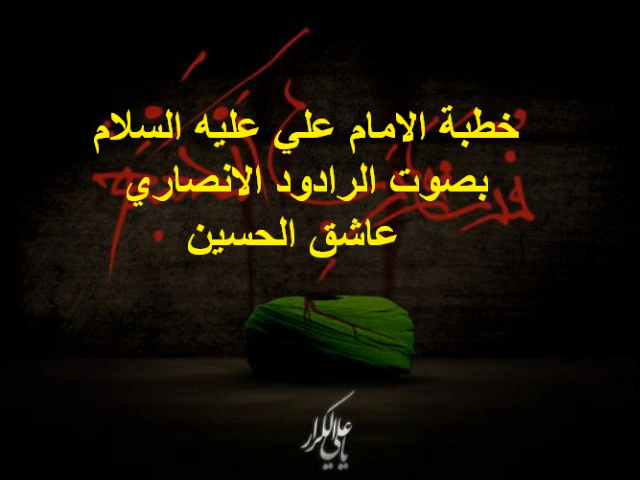 خطبة الامام علي عليه السلام
بصوت الرادود الانصاري
عاشق الحسين
يا علي الكرار